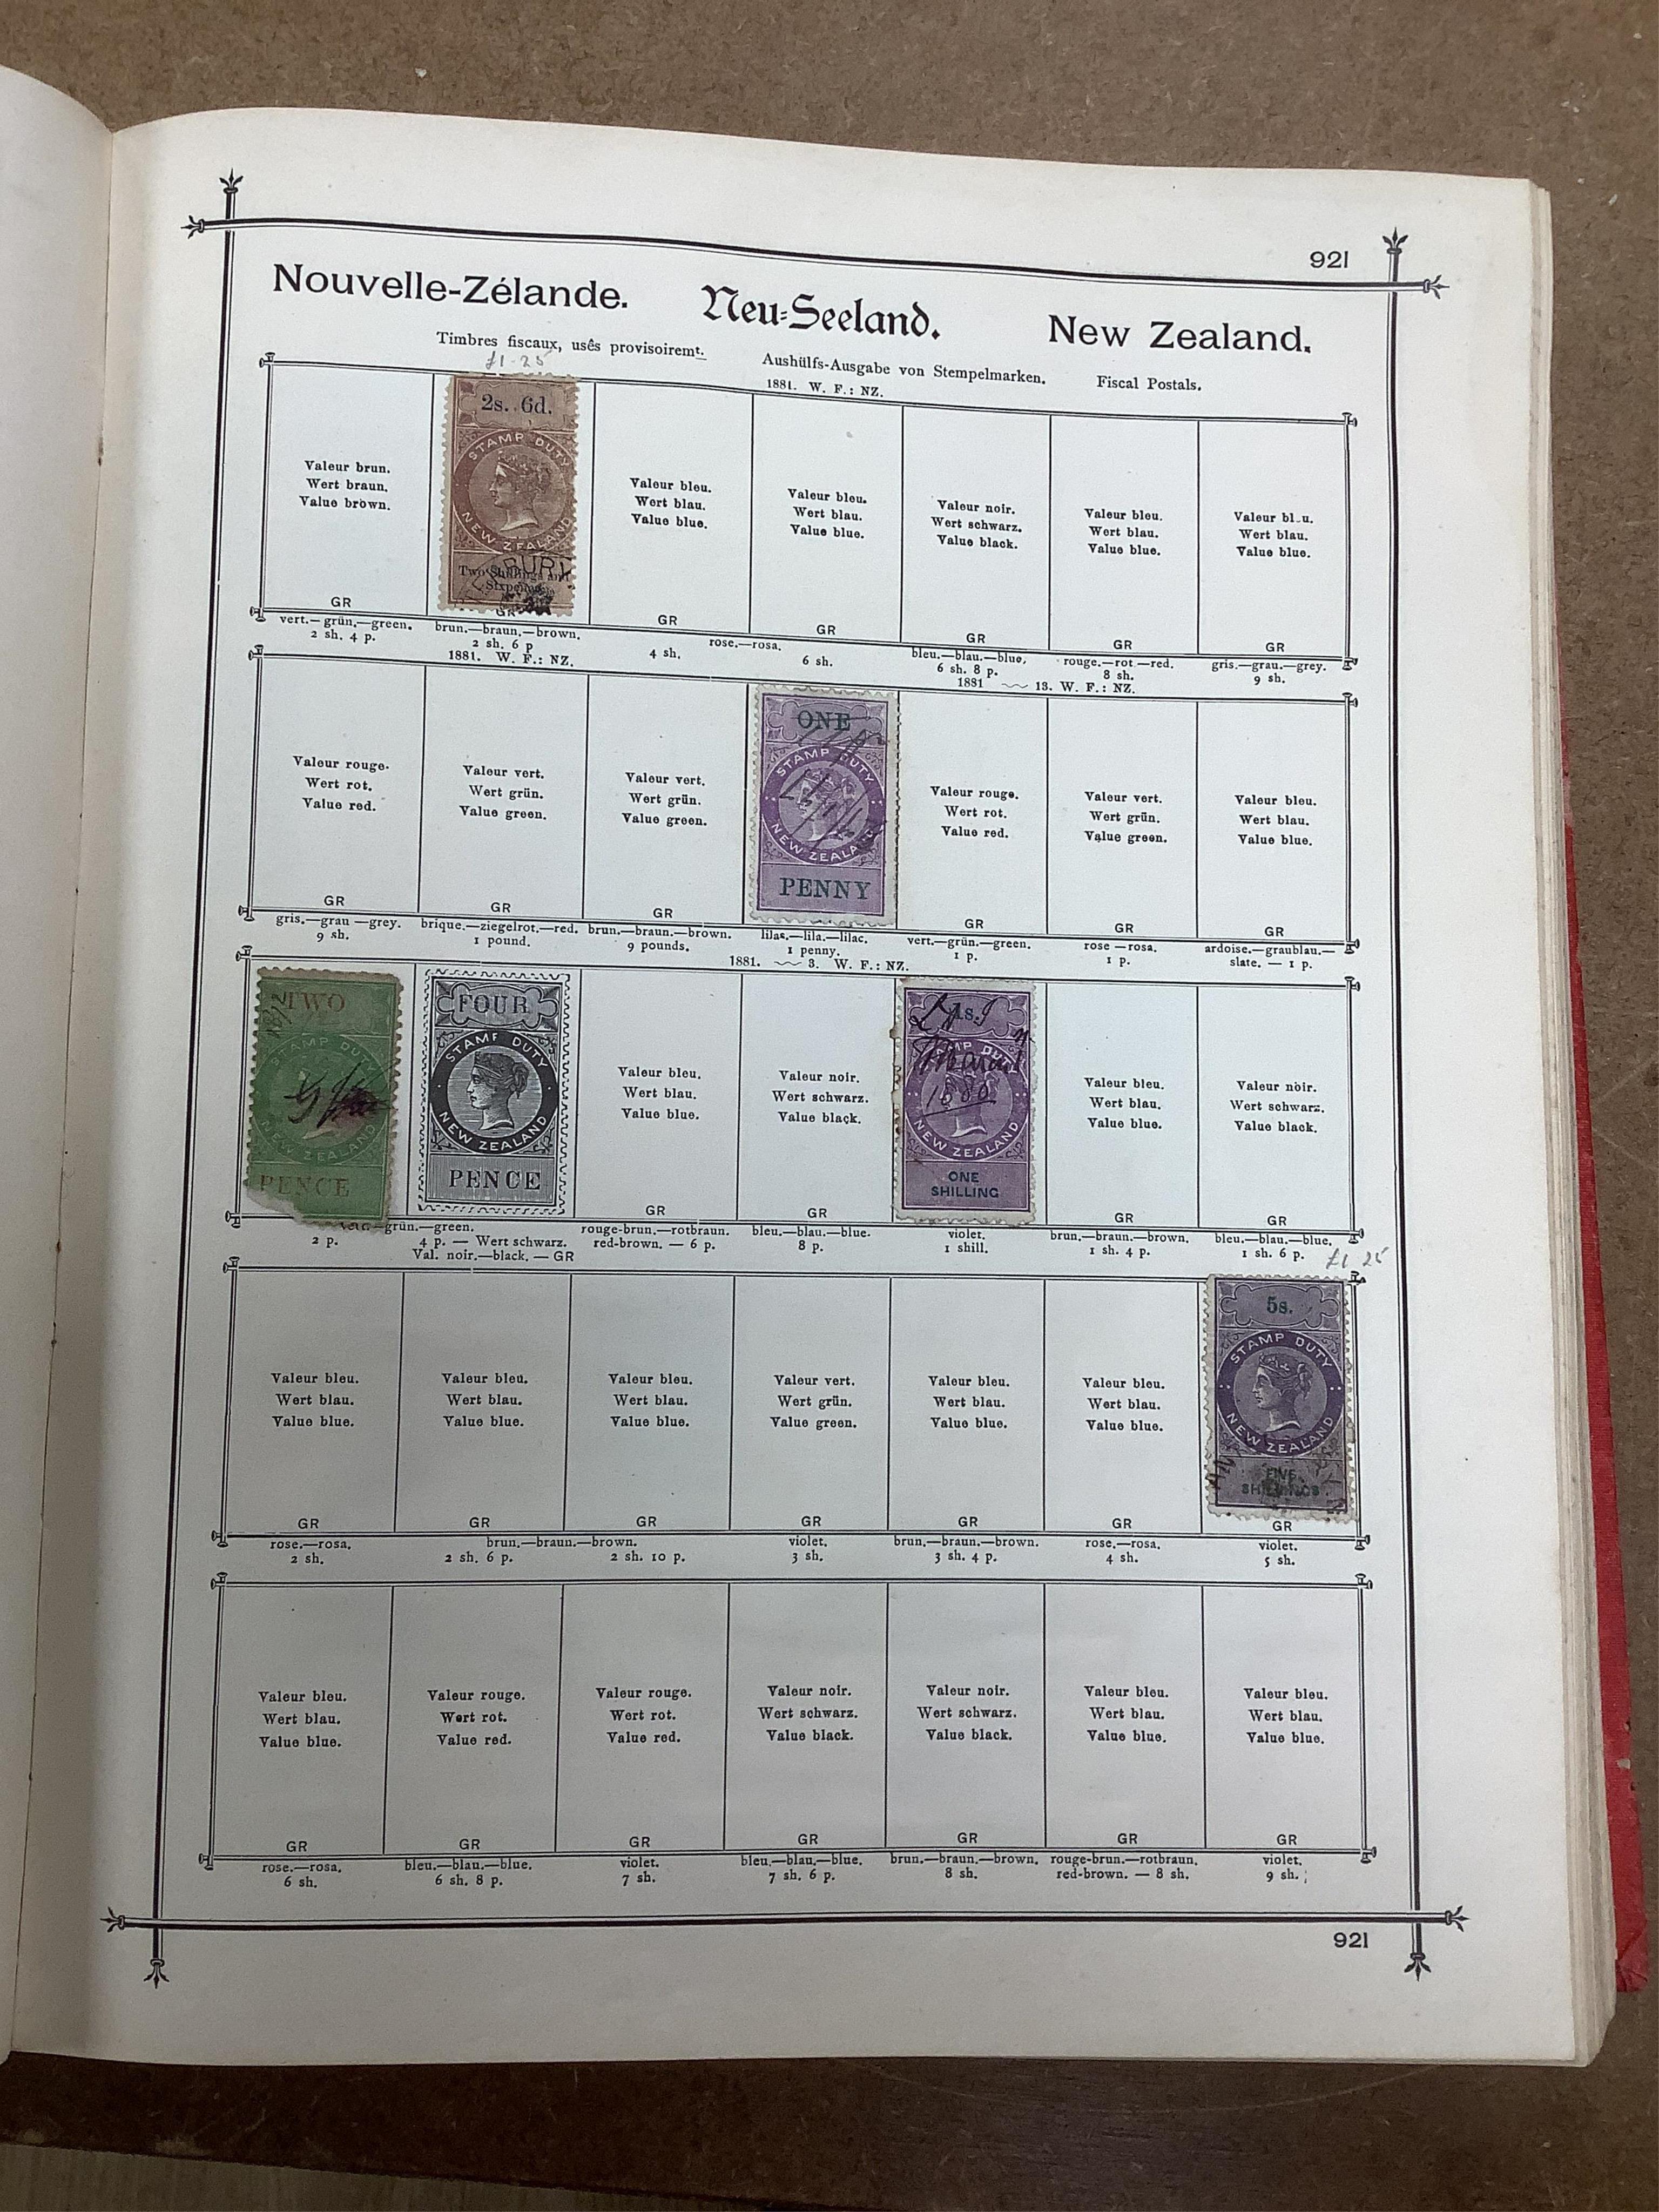 921
Nouvelle-Zélande. Neu-Seeland. New Zealand.
Timbres fiscaux, usês provisoiremt. Aushülfs-Ausgabe von Stempelmarken. Fiscal Postals.
£1-25
1881. W. F.: NZ.
Valeur brun.
Wert braun.
Value brown.
GR
2s. 6d.
STAMP DUTY
NEW ZEALAND
Two Shillings and
Sixpence
GR
Valeur bleu.
Wert blau.
Value blue.
GR
Valeur bleu.
Wert blau.
Value blue.
GR
Valeur noir.
Wert schwarz.
Value black.
GR
Valeur bleu.
Wert blau.
Value blue.
GR
Valeur bl_u.
Wert blau.
Value blue.
GR
vert.—grün.—green.
2 sh. 4 p.
brun.—braun.—brown.
2 sh. 6 p
rose.—rosa.
4 sh.
6 sh.
bleu.—blau.—blue.
6 sh. 8 p.
rouge.—rot.—red.
8 sh.
gris.—grau.—grey.
9 sh.
1881. W. F.: NZ.
1881 13. W. F.: NZ.
Valeur rouge.
Wert rot.
Value red.
GR
Valeur vert.
Wert grün.
Value green.
GR
Valeur vert.
Wert grün.
Value green.
GR
ONE
STAMP DUTY
NEW ZEALAND
PENNY
Valeur rouge.
Wert rot.
Value red.
GR
Valeur vert.
Wert grün.
Value green.
GR
Valeur bleu.
Wert blau.
Value blue.
GR
gris.—grau—grey.
9 sh.
brique.—ziegelrot.—red.
1 pound.
brun.—braun.—brown.
9 pounds.
lilas.—lila.—lilac.
1 penny.
vert.—grün.—green.
1 p.
rose—rosa.
1 p.
ardoise.—graublau.—
slate. — 1 p.
1881. 3. W. F.: NZ.
TWO
STAMP DUTY
NEW ZEALAND
PENCE
FOUR
STAMP DUTY
NEW ZEALAND
PENCE
Valeur bleu.
Wert blau.
Value blue.
GR
Valeur noir.
Wert schwarz.
Value black.
GR
1s.
STAMP DUTY
NEW ZEALAND
ONE
SHILLING
Valeur bleu.
Wert blau.
Value blue.
GR
Valeur noir.
Wert schwarz.
Value black.
GR
grün.—green.
2 p.
4 p. — Wert schwarz.
Val. noir.—black. — GR
rouge-brun.—rotbraun.
red-brown. — 6 p.
bleu.—blau.—blue.
8 p.
violet.
1 shill.
brun.—braun.—brown.
1 sh. 4 p.
bleu.—blau.—blue.
1 sh. 6 p.
£1-25
Valeur bleu.
Wert blau.
Value blue.
GR
Valeur bleu.
Wert blau.
Value blue.
GR
Valeur bleu.
Wert blau.
Value blue.
GR
Valeur vert.
Wert grün.
Value green.
GR
Valeur bleu.
Wert blau.
Value blue.
GR
Valeur bleu.
Wert blau.
Value blue.
GR
5s.
STAMP DUTY
NEW ZEALAND
FIVE
SHILLINGS
GR
rose.—rosa.
2 sh.
brun.—braun.—brown.
2 sh. 6 p.
2 sh. 10 p.
violet.
3 sh.
brun.—braun.—brown.
3 sh. 4 p.
rose.—rosa.
4 sh.
violet.
5 sh.
Valeur bleu.
Wert blau.
Value blue.
GR
Valeur rouge.
Wert rot.
Value red.
GR
Valeur rouge.
Wert rot.
Value red.
GR
Valeur noir.
Wert schwarz.
Value black.
GR
Valeur noir.
Wert schwarz.
Value black.
GR
Valeur bleu.
Wert blau.
Value blue.
GR
Valeur bleu.
Wert blau.
Value blue.
GR
rose.—rosa.
6 sh.
bleu.—blau.—blue.
6 sh. 8 p.
violet.
7 sh.
bleu.—blau.—blue.
7 sh. 6 p.
brun.—braun.—brown.
8 sh.
rouge-brun.—rotbraun.
red-brown. — 8 sh.
violet.
9 sh.
921